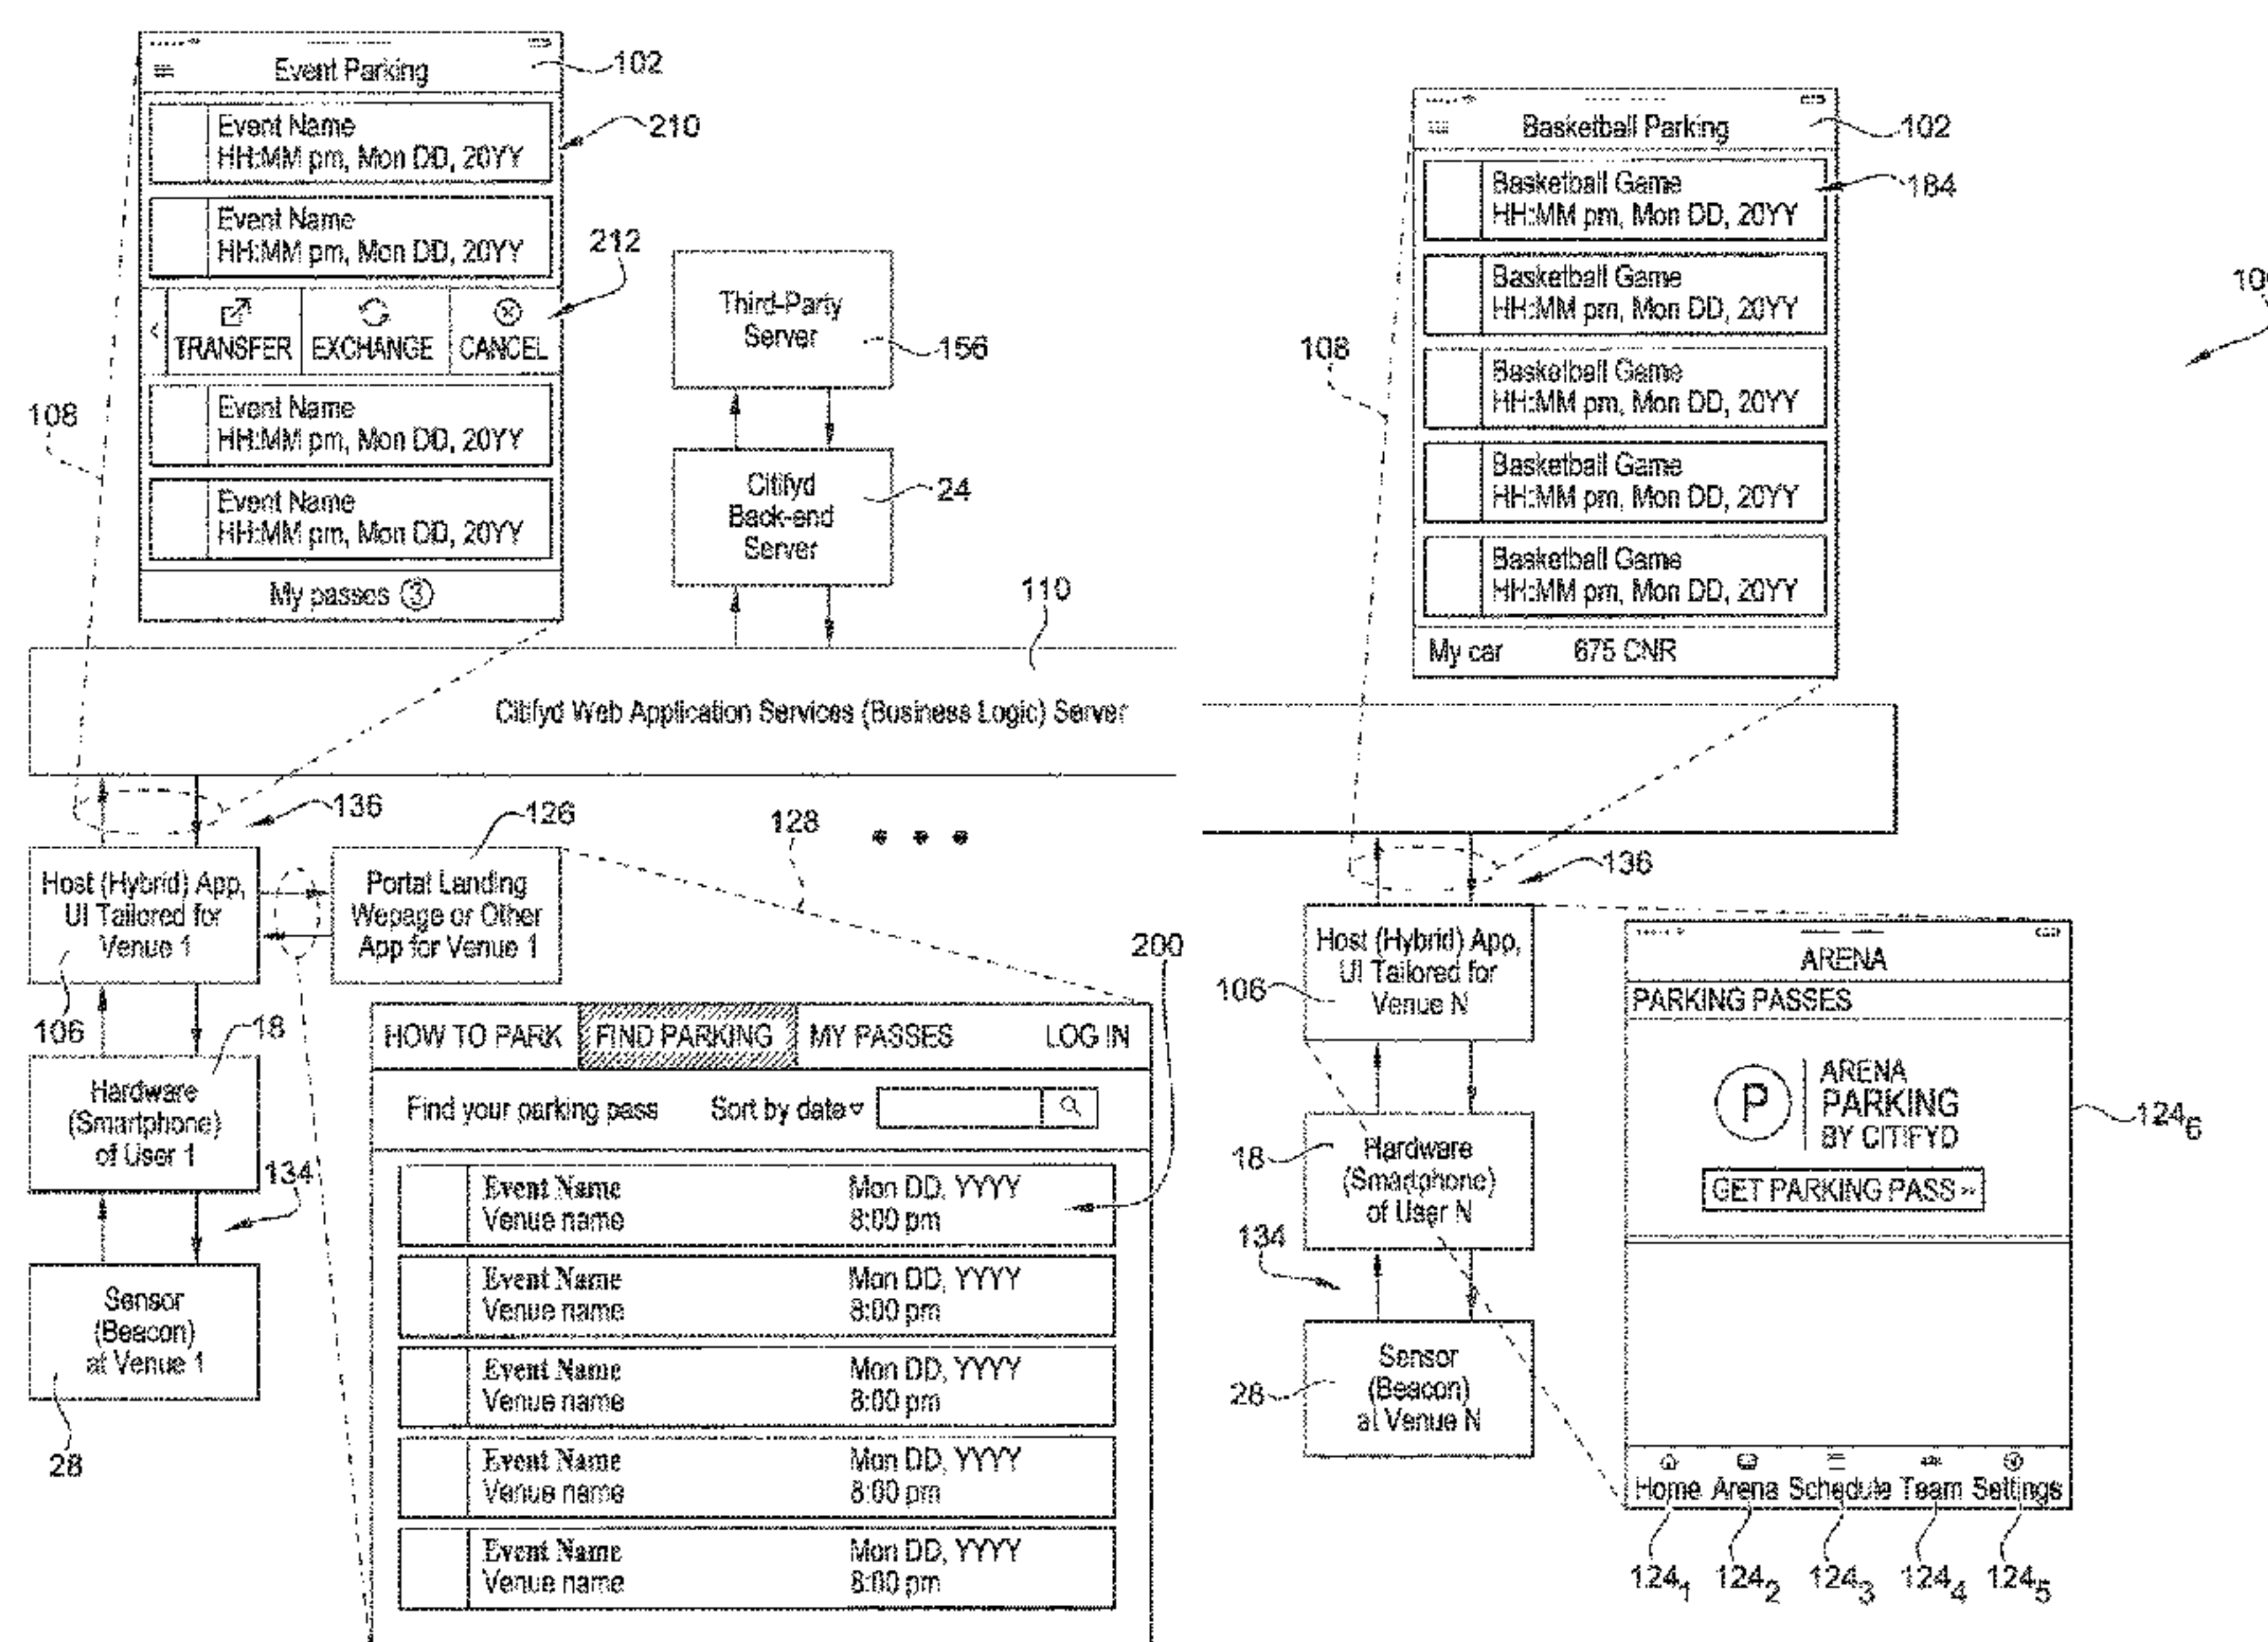 Event Parking
102
Event Name
HH:MM pm, Mon DD, 20YY
210
Event Name
HH:MM pm, Mon DD, 20YY
212
TRANSFER EXCHANGE CANCEL
Event Name
HH:MM pm, Mon DD, 20YY
Event Name
HH:MM pm, Mon DD, 20YY
My passes 3
108
Third-Party
Server
156
Citifyd
Back-end
Server
24
110
Citifyd Web Application Services (Business Logic) Server
136
Host (Hybrid) App,
UI Tailored for
Venue 1
106
126
Portal Landing
Wepage or Other
App for Venue 1
128
18
Hardware
(Smartphone)
of User 1
134
Sensor
(Beacon)
at Venue 1
28
200
HOW TO PARK FIND PARKING MY PASSES LOG IN
Find your parking pass Sort by date
Event Name Mon DD, YYYY
Venue name 8:00 pm
Event Name Mon DD, YYYY
Venue name 8:00 pm
Event Name Mon DD, YYYY
Venue name 8:00 pm
Event Name Mon DD, YYYY
Venue name 8:00 pm
Event Name Mon DD, YYYY
Venue name 8:00 pm
Basketball Parking
102
Basketball Game
HH:MM pm, Mon DD, 20YY
184
Basketball Game
HH:MM pm, Mon DD, 20YY
Basketball Game
HH:MM pm, Mon DD, 20YY
Basketball Game
HH:MM pm, Mon DD, 20YY
Basketball Game
HH:MM pm, Mon DD, 20YY
My car 675 CNR
108
136
Host (Hybrid) App,
UI Tailored for
Venue N
106
Hardware
(Smartphone)
of User N
18
134
Sensor
(Beacon)
at Venue N
28
ARENA
PARKING PASSES
P
ARENA
PARKING
BY CITIFYD
GET PARKING PASS >>
124₆
Home Arena Schedule Team Settings
124₁ 124₂ 124₃ 124₄ 124₅